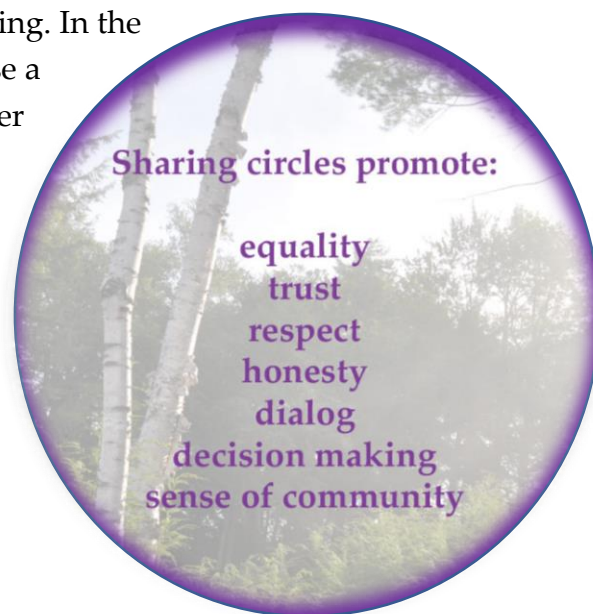 ing. In the
e a
er
Sharing circles promote:
equality
trust
respect
honesty
dialog
decision making
sense of community